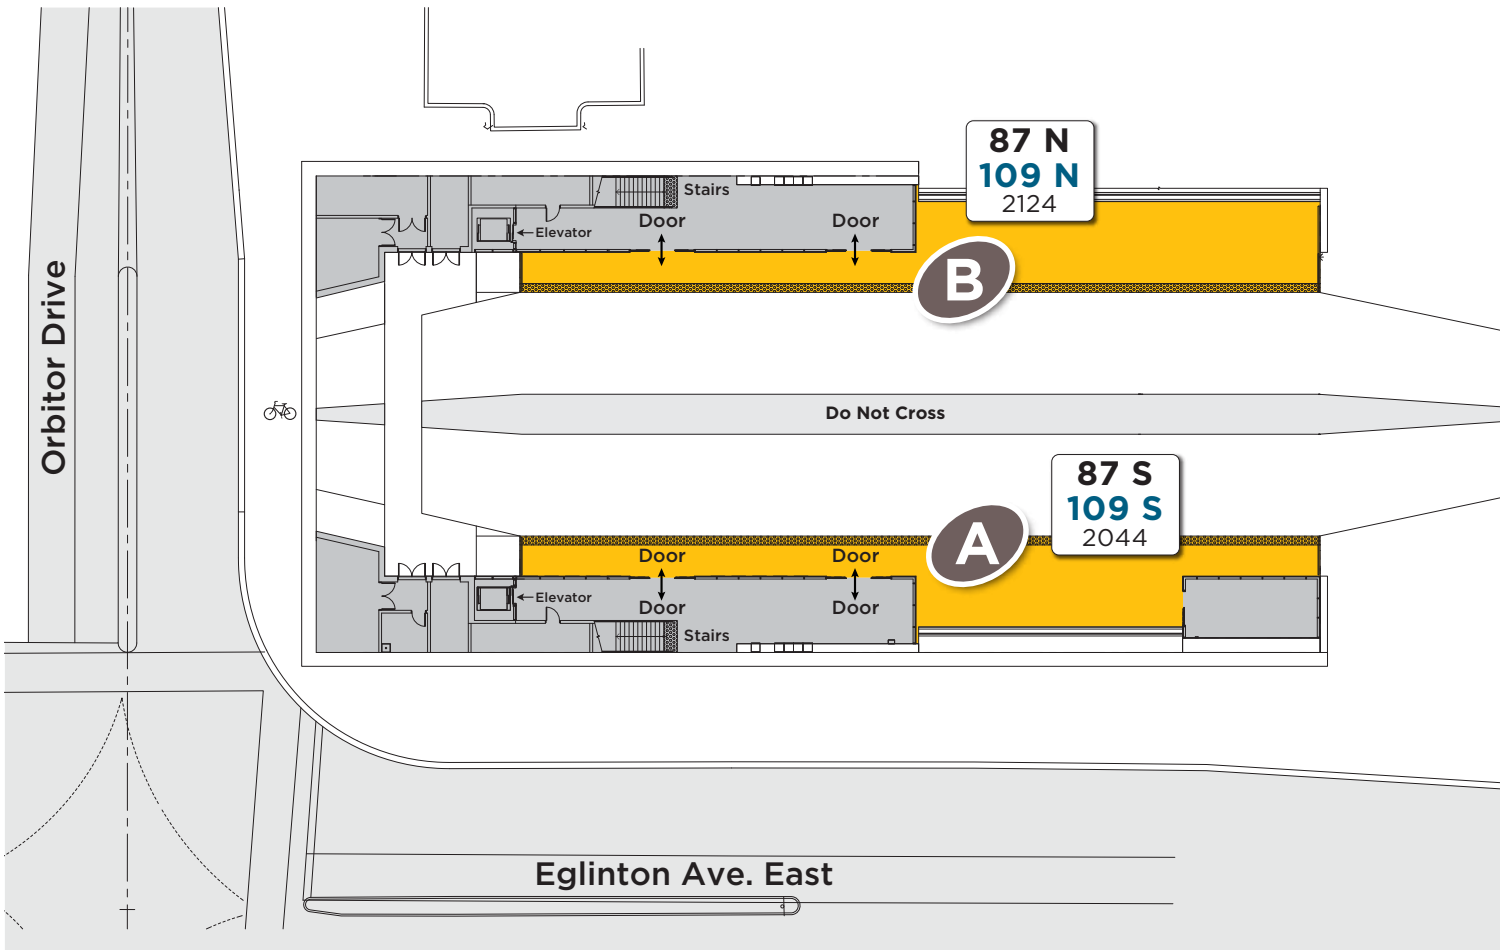 87 N
109 N
2124
Stairs
Door
Door
Elevator
B
Orbitor Drive
Do Not Cross
87 S
109 S
2044
A
Door
Door
Elevator
Door
Door
Stairs
Eglinton Ave. East